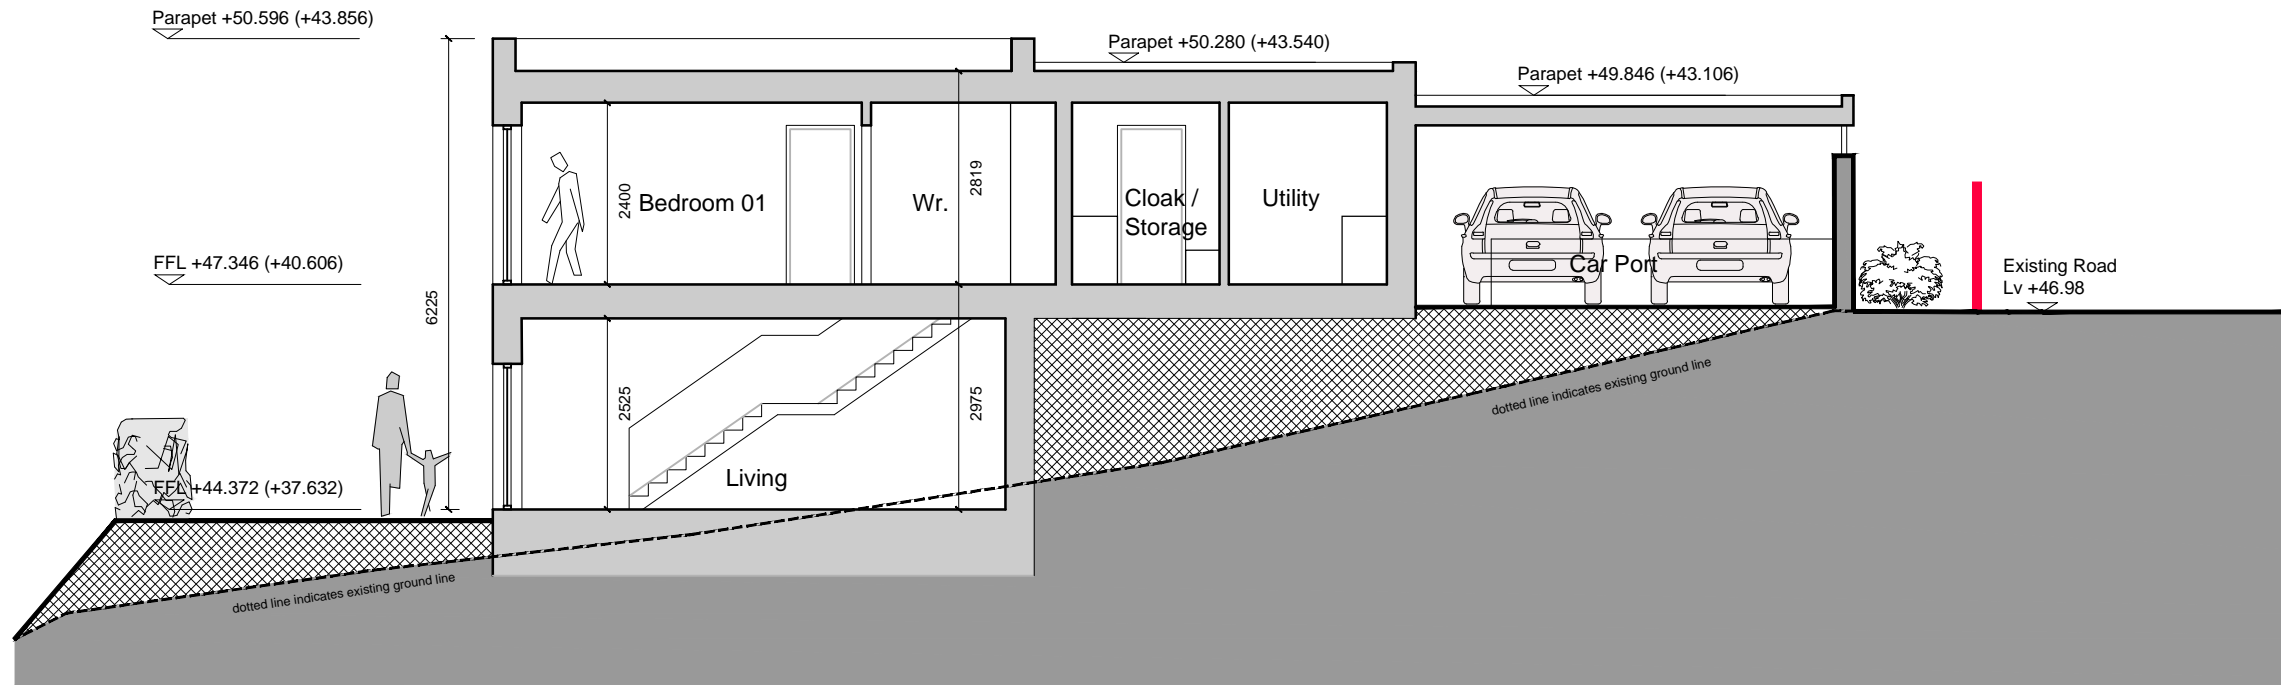 Parapet +50.596 (+43.856)
Parapet +50.280 (+43.540)
Parapet +49.846 (+43.106)
2819
2400
Bedroom 01
Wr.
Cloak /
Storage
Utility
FFL +47.346 (+40.606)
Car Port
Existing Road
Lv +46.98
6225
2525
2975
dotted line indicates existing ground line
Living
FFL +44.372 (+37.632)
dotted line indicates existing ground line